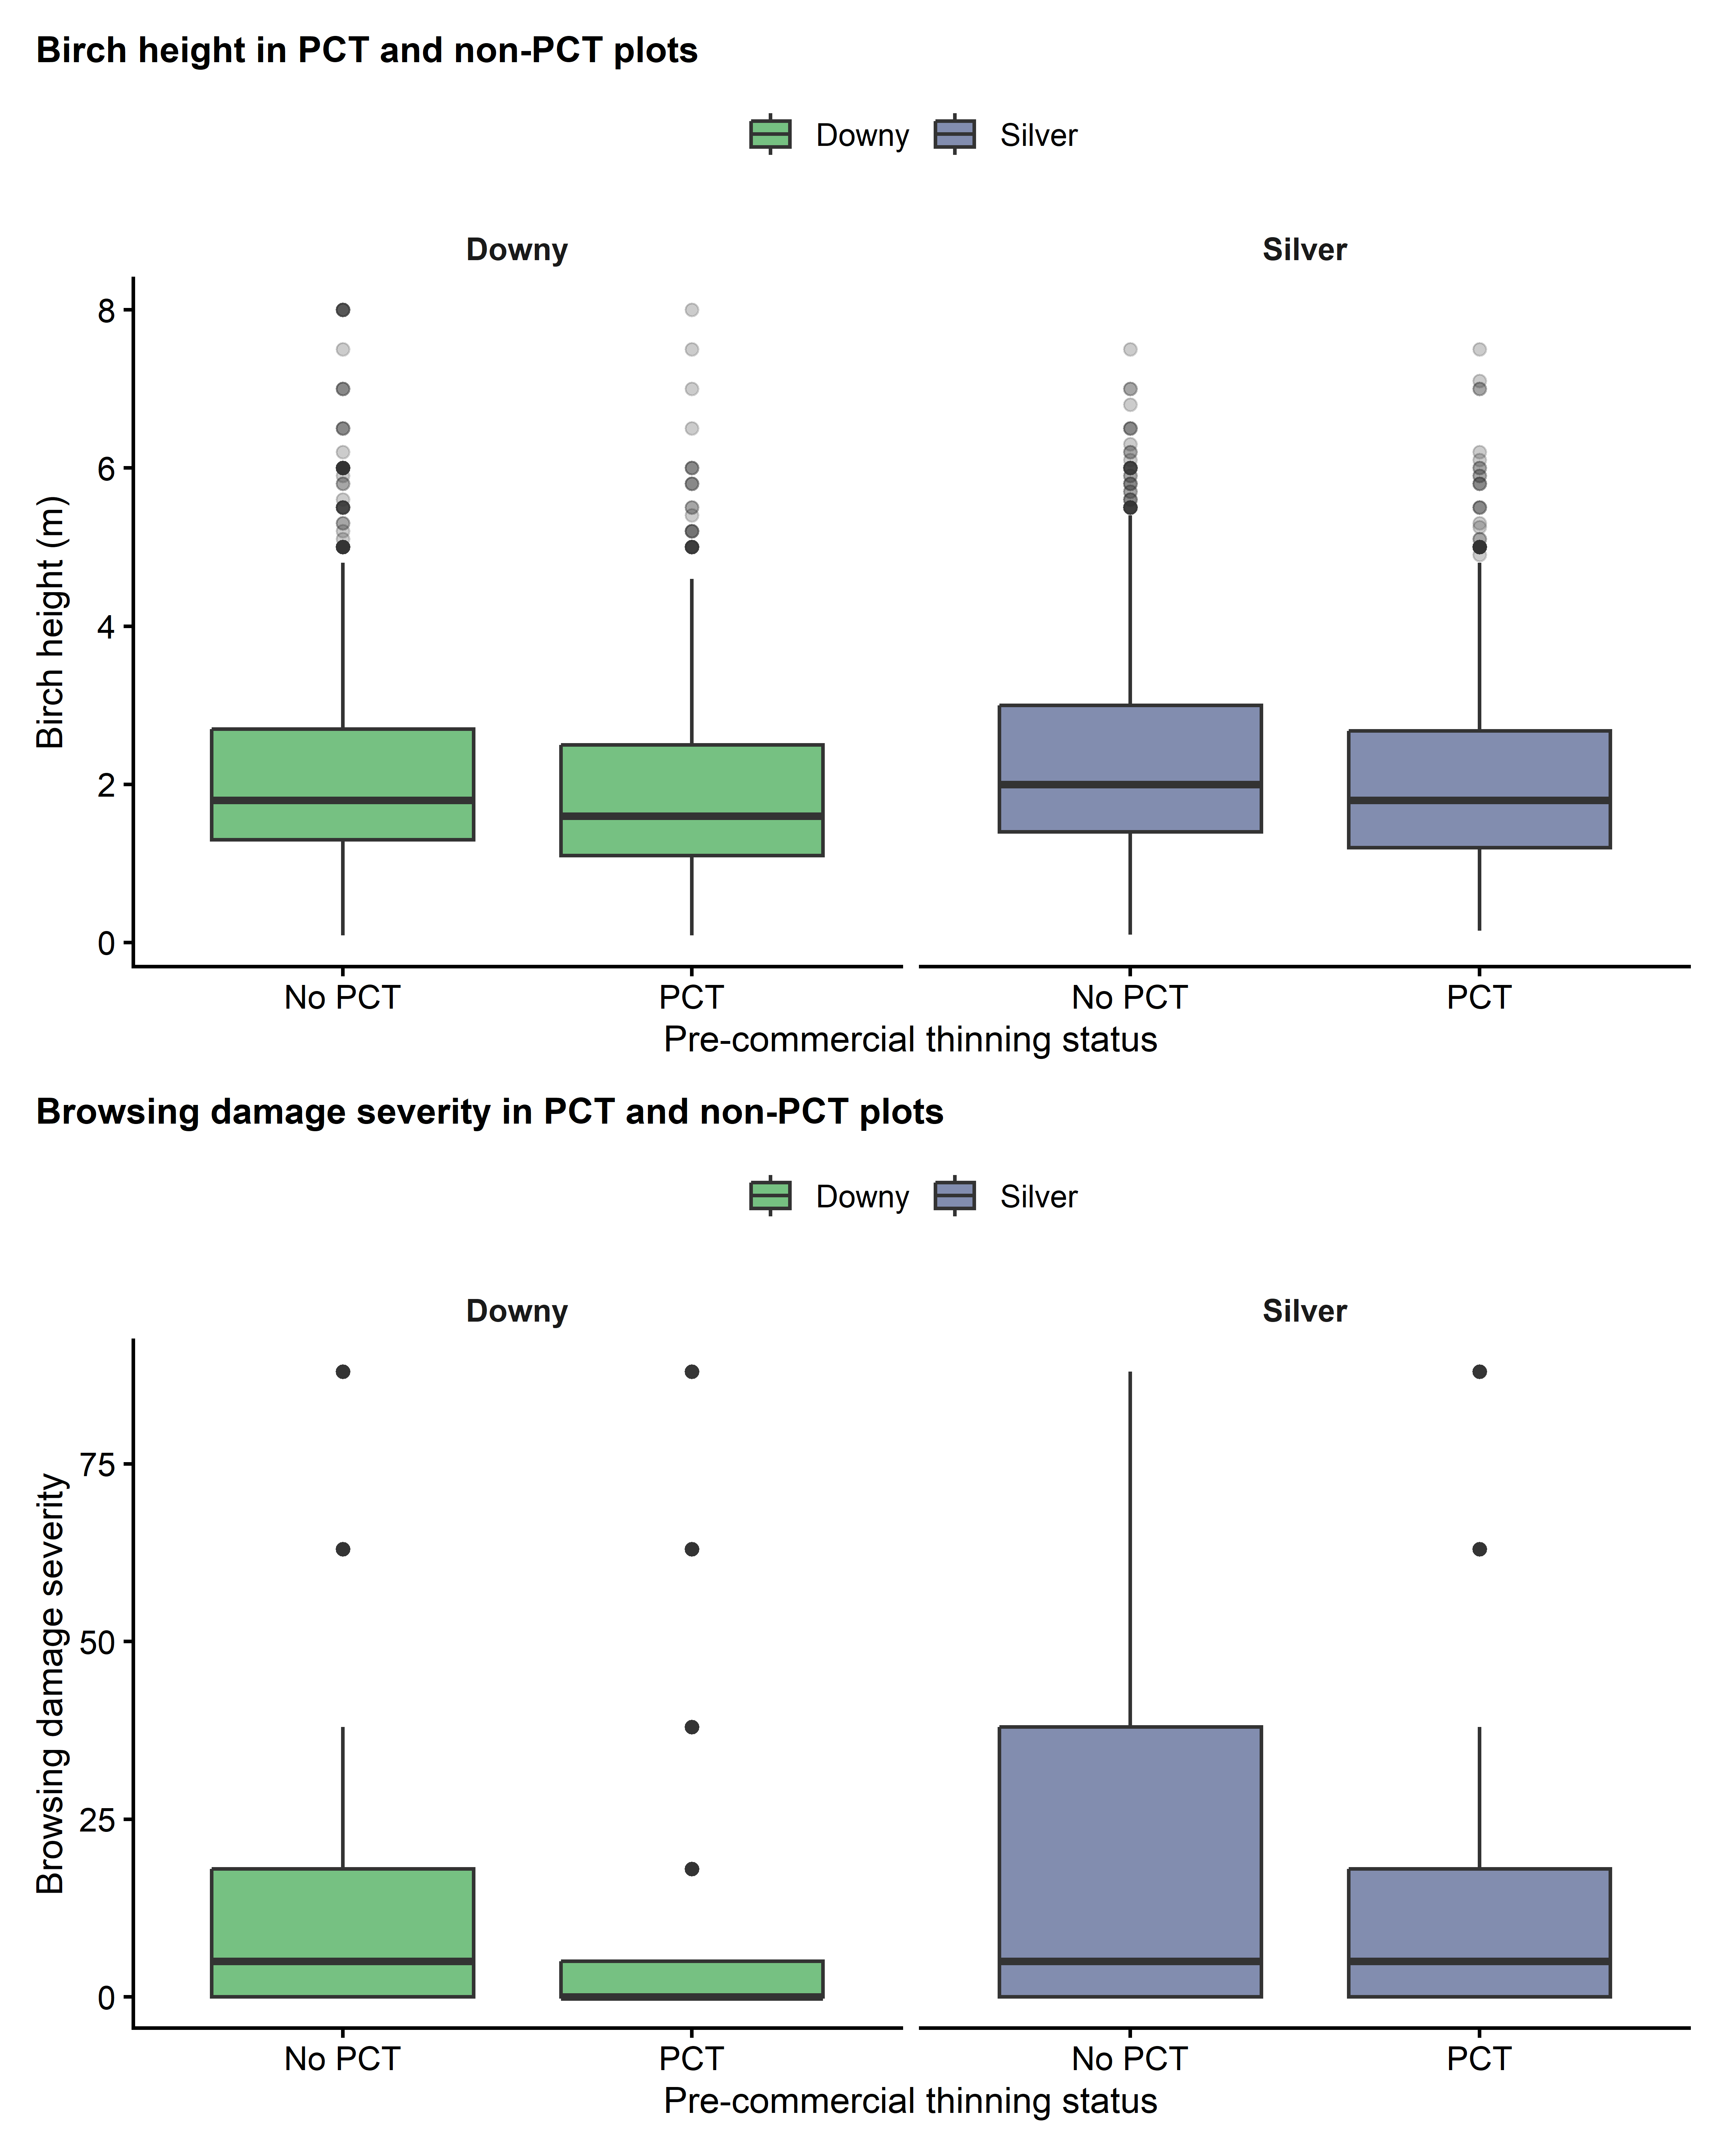 Birch height in PCT and non-PCT plots
Downy Silver
Downy Silver
8
6
4
2
0
Birch height (m)
No PCT PCT No PCT PCT
Pre-commercial thinning status
Browsing damage severity in PCT and non-PCT plots
Downy Silver
Downy Silver
75
50
25
0
Browsing damage severity
No PCT PCT No PCT PCT
Pre-commercial thinning status